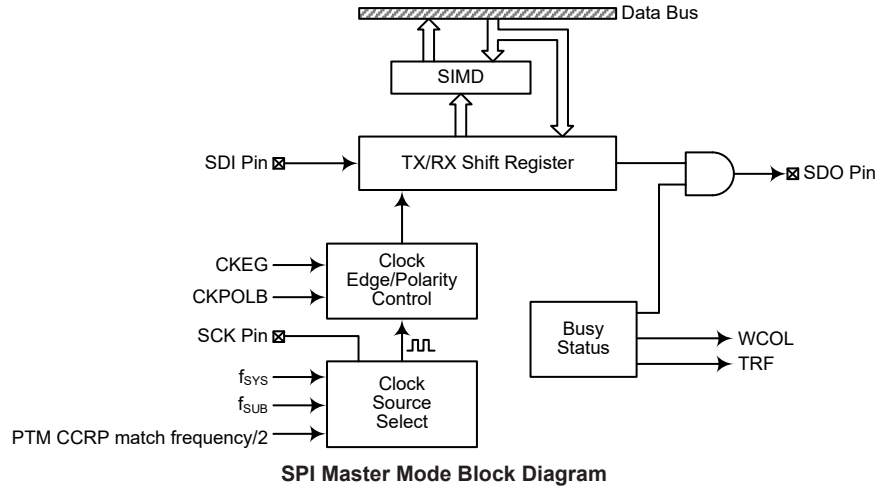 Data Bus
SIMD
SDI Pin
TX/RX Shift Register
SDO Pin
CKEG
CKPOLB
Clock
Edge/Polarity
Control
SCK Pin
Busy
Status
WCOL
TRF
fSYS
fSUB
PTM CCRP match frequency/2
Clock
Source
Select
SPI Master Mode Block Diagram